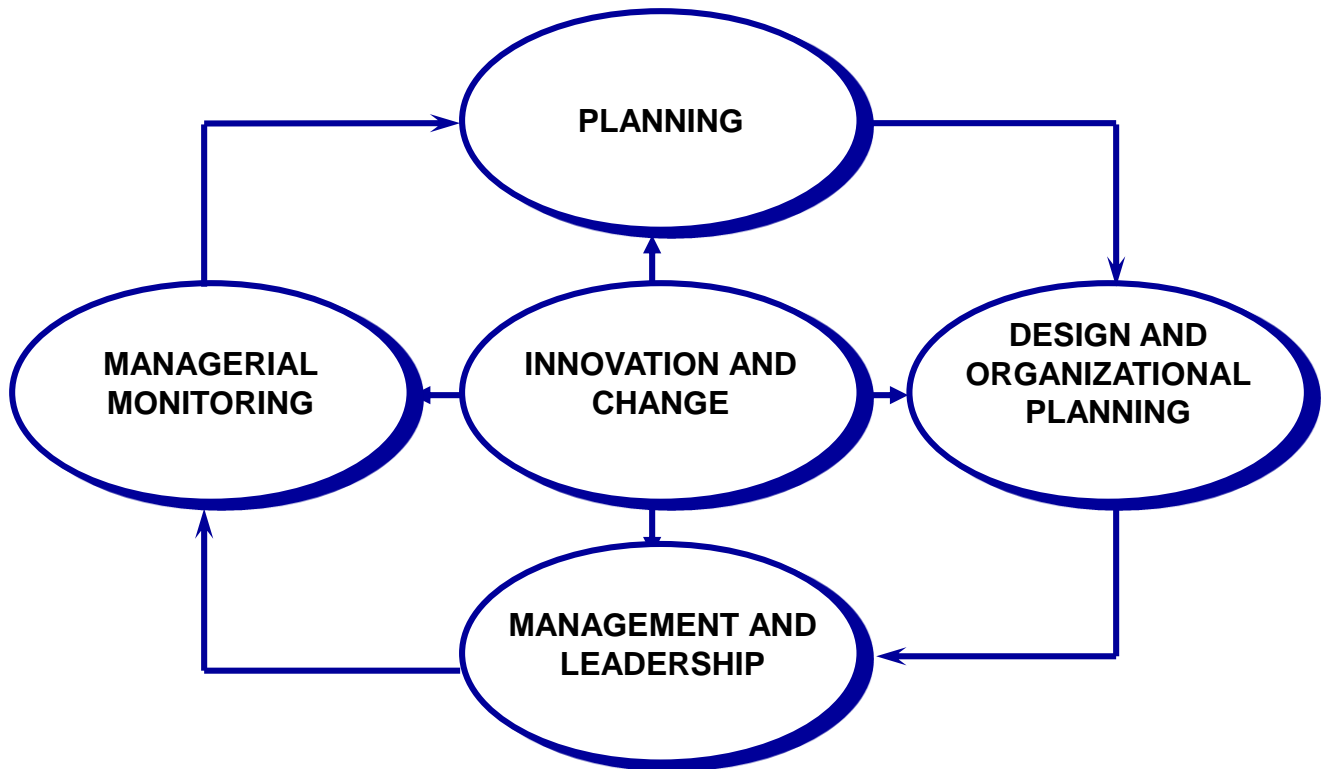 PLANNING
MANAGERIAL
MONITORING
INNOVATION AND
CHANGE
DESIGN AND
ORGANIZATIONAL
PLANNING
MANAGEMENT AND
LEADERSHIP